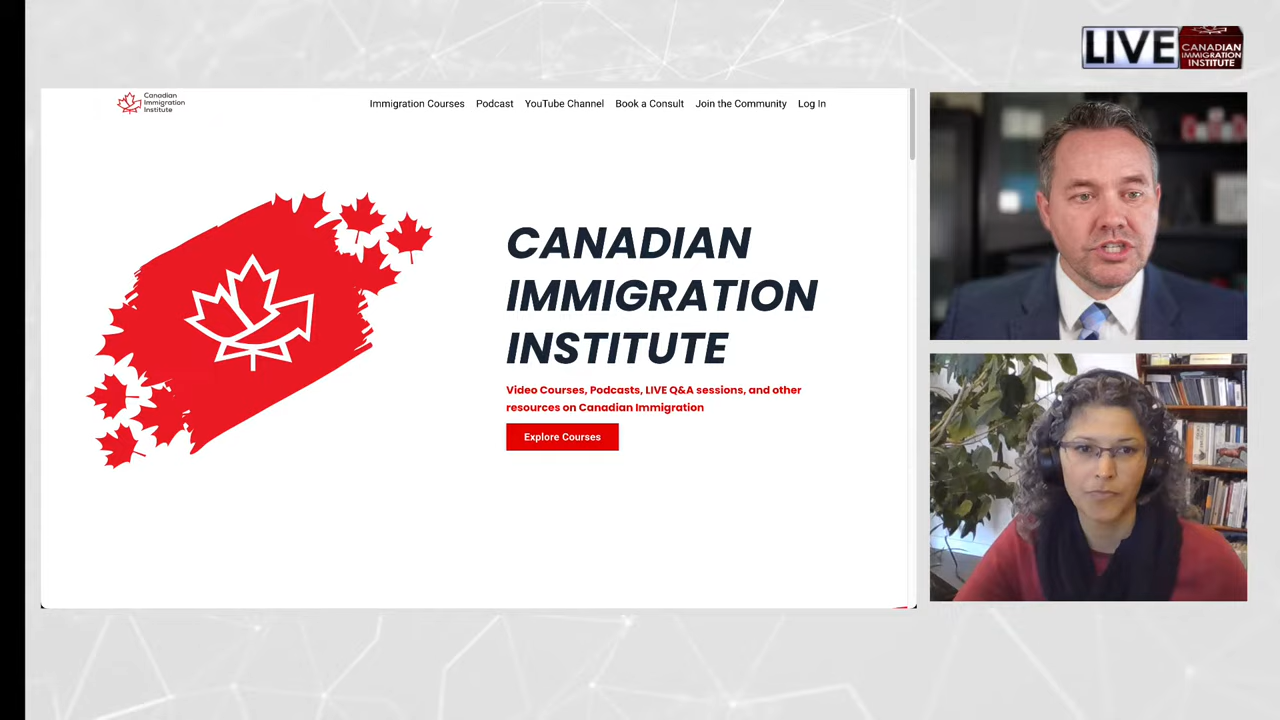 LIVE
CANADIAN
IMMIGRATION
INSTITUTE
Canadian
Immigration
Institute
Immigration Courses Podcast YouTube Channel Book a Consult Join the Community Log In
CANADIAN
IMMIGRATION
INSTITUTE
Video Courses, Podcasts, LIVE Q&A sessions, and other
resources on Canadian Immigration
Explore Courses